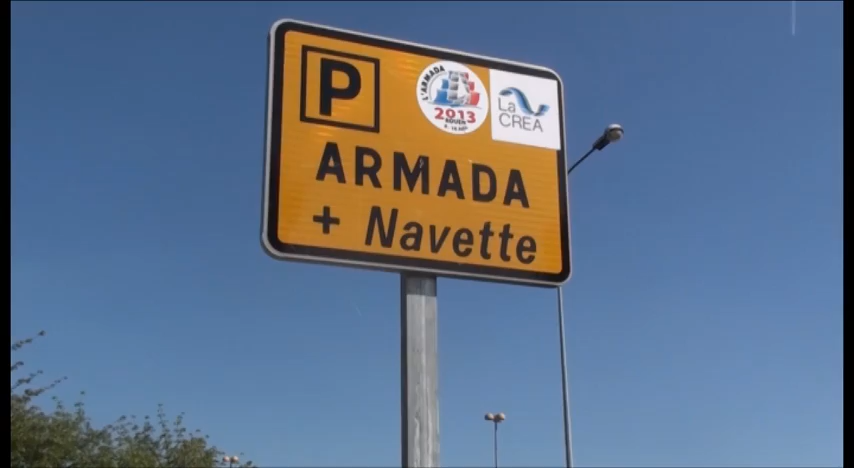 P
L'ARMADA
2013
ROUEN
La
CREA
ARMADA
+ Navette